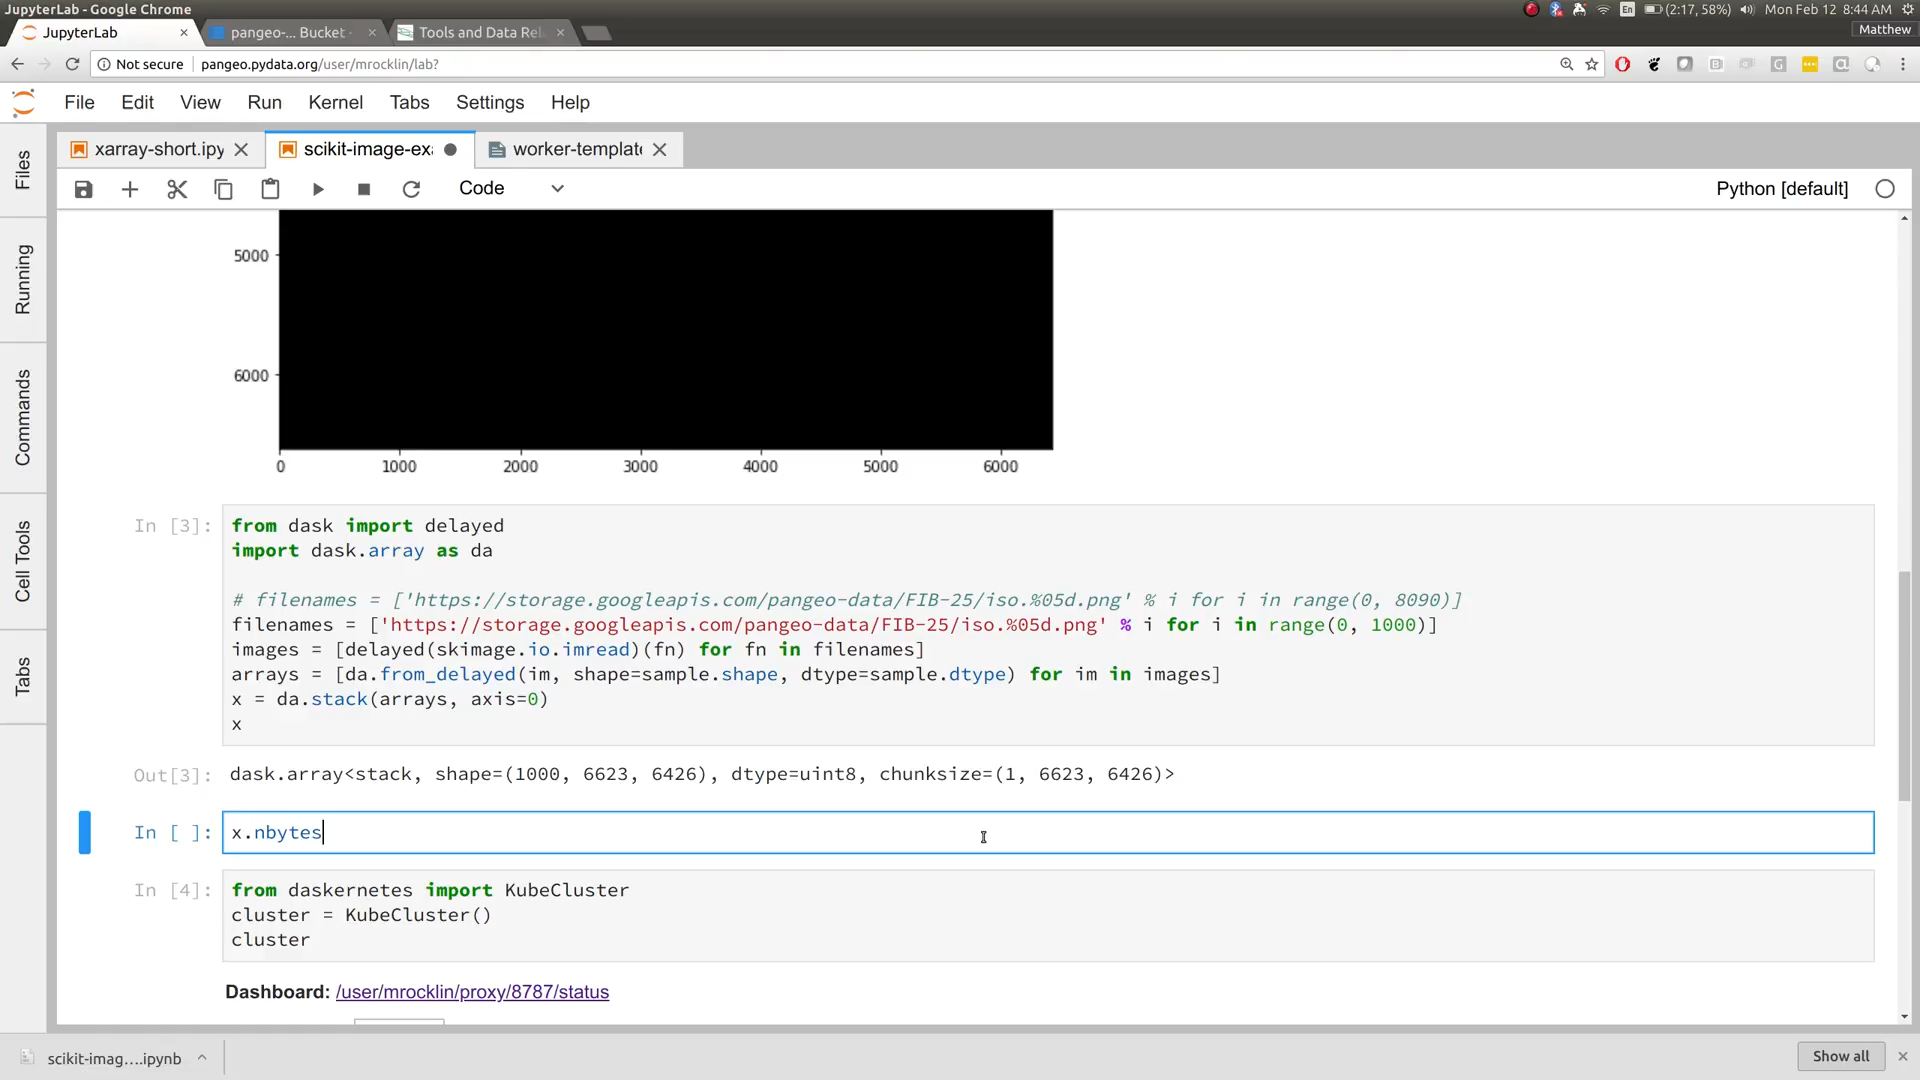 JupyterLab - Google Chrome
En (2:17, 58%) Mon Feb 12 8:44 AM
JupyterLab × pangeo-... Bucket - × Tools and Data Rel × Matthew
Not secure pangeo.pydata.org/user/mrocklin/lab?
File Edit View Run Kernel Tabs Settings Help
xarray-short.ipy scikit-image-exa worker-template
Code Python [default]
Files
Running
Commands
Cell Tools
Tabs
5000
6000
0 1000 2000 3000 4000 5000 6000
In [3]: from dask import delayed
import dask.array as da
# filenames = ['https://storage.googleapis.com/pangeo-data/FIB-25/iso.%05d.png' % i for i in range(0, 8090)]
filenames = ['https://storage.googleapis.com/pangeo-data/FIB-25/iso.%05d.png' % i for i in range(0, 1000)]
images = [delayed(skimage.io.imread)(fn) for fn in filenames]
arrays = [da.from_delayed(im, shape=sample.shape, dtype=sample.dtype) for im in images]
x = da.stack(arrays, axis=0)
x
Out[3]: dask.array<stack, shape=(1000, 6623, 6426), dtype=uint8, chunksize=(1, 6623, 6426)>
In [ ]: x.nbytes
In [4]: from daskernetes import KubeCluster
cluster = KubeCluster()
cluster
Dashboard: /user/mrocklin/proxy/8787/status
scikit-imag....ipynb Show all